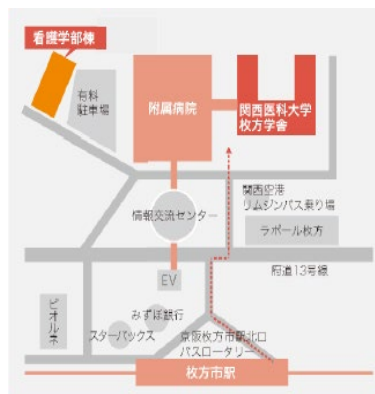 看護学部棟
有料
駐車場
附属病院
関西医科大学
枚方学舎
関西空港
リムジンバス乗り場
情報交流センター
ラポール枚方
府道13号線
EV
ビオルネ
みずほ銀行
スターバックス
京阪枚方市駅北口
バスロータリー
枚方市駅